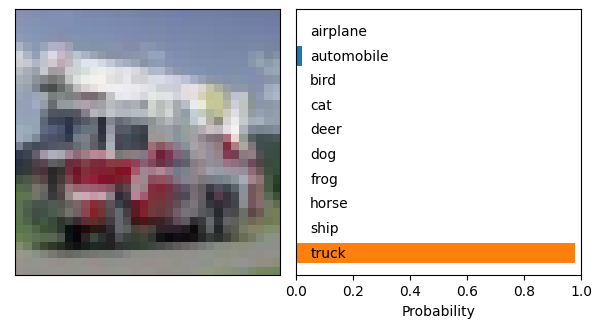 airplane
automobile
bird
cat
deer
dog
frog
horse
ship
truck
0.0 0.2 0.4 0.6 0.8 1.0
Probability